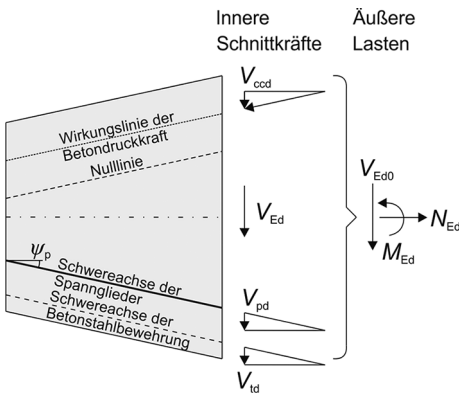 Innere
Schnittkräfte
Äußere
Lasten
Vccd
Wirkungslinie der
Betondruckkraft
Nulllinie
VEd0
VEd
NEd
MEd
ψp
Schwereachse der
Spannglieder
Schwereachse der
Betonstahlbewehrung
Vpd
Vtd